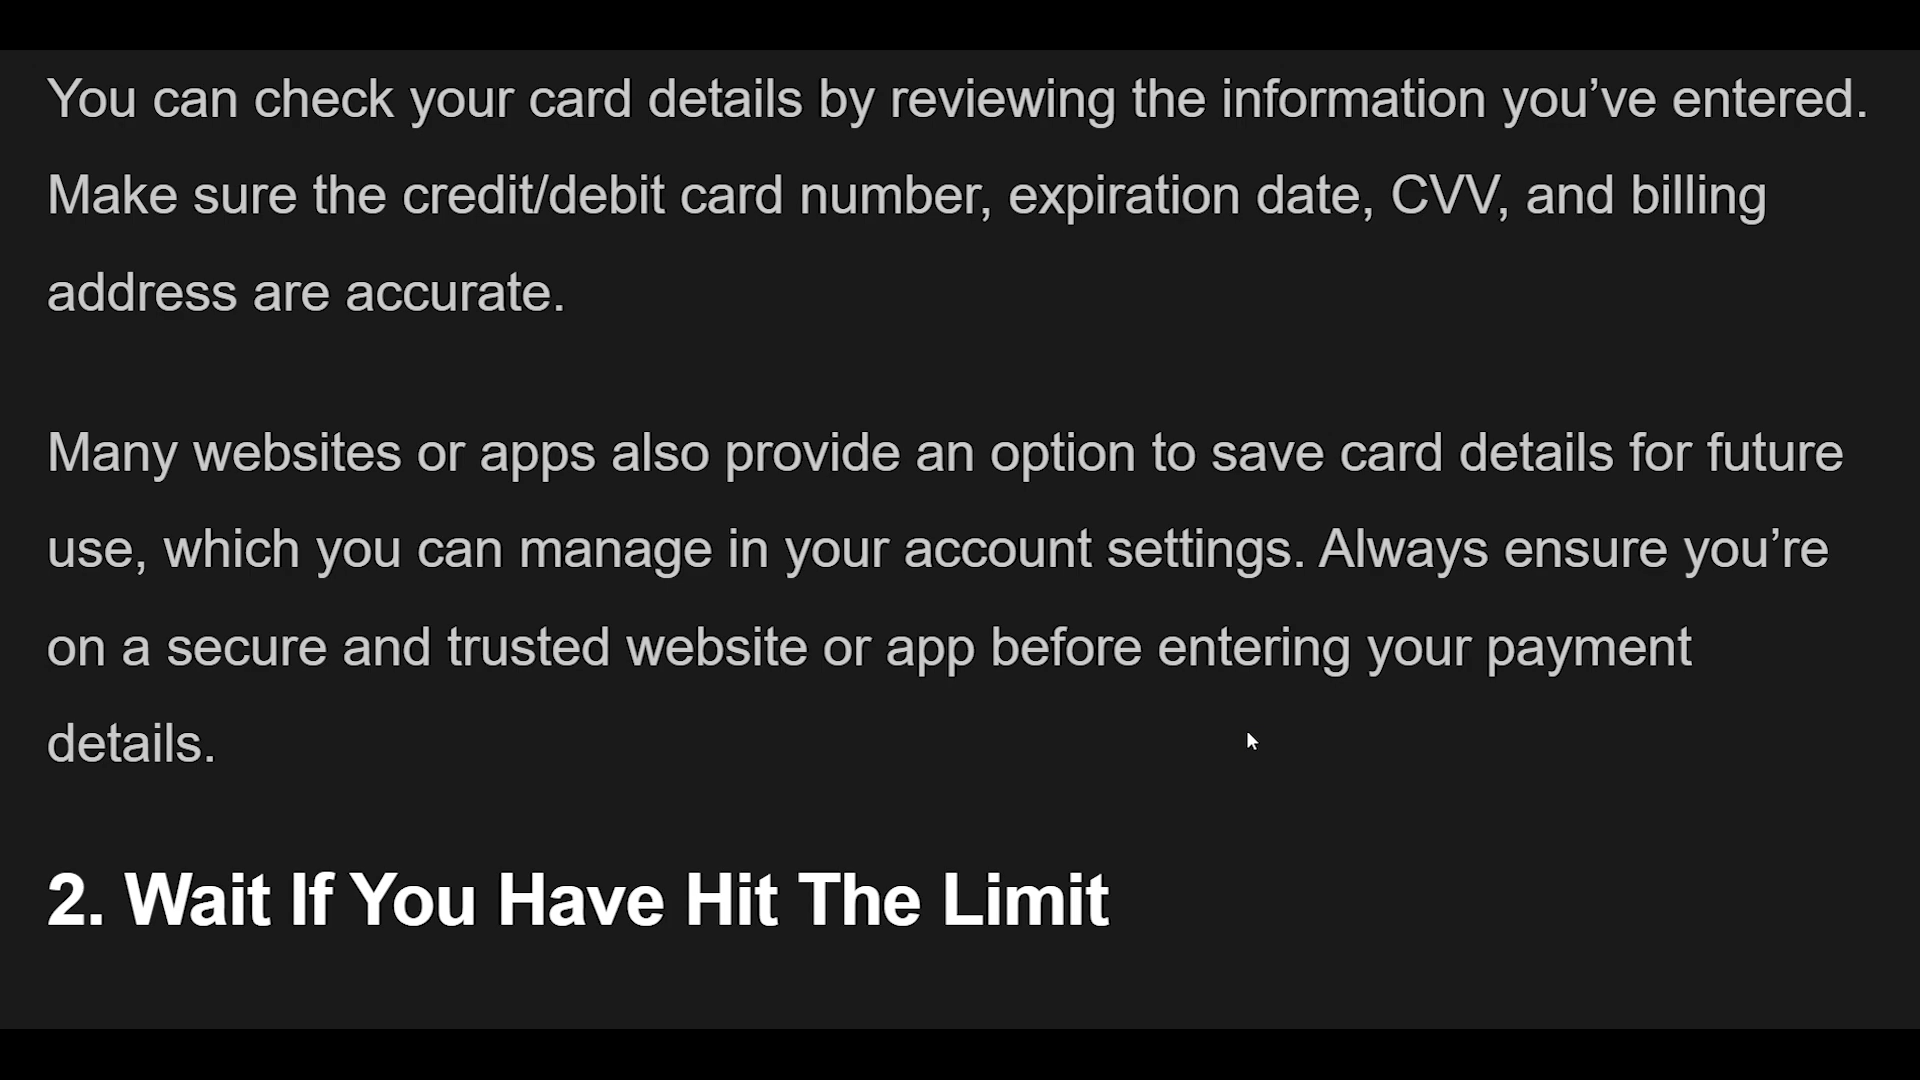 You can check your card details by reviewing the information you’ve entered.
Make sure the credit/debit card number, expiration date, CVV, and billing
address are accurate.
Many websites or apps also provide an option to save card details for future
use, which you can manage in your account settings. Always ensure you’re
on a secure and trusted website or app before entering your payment
details.
2. Wait If You Have Hit The Limit